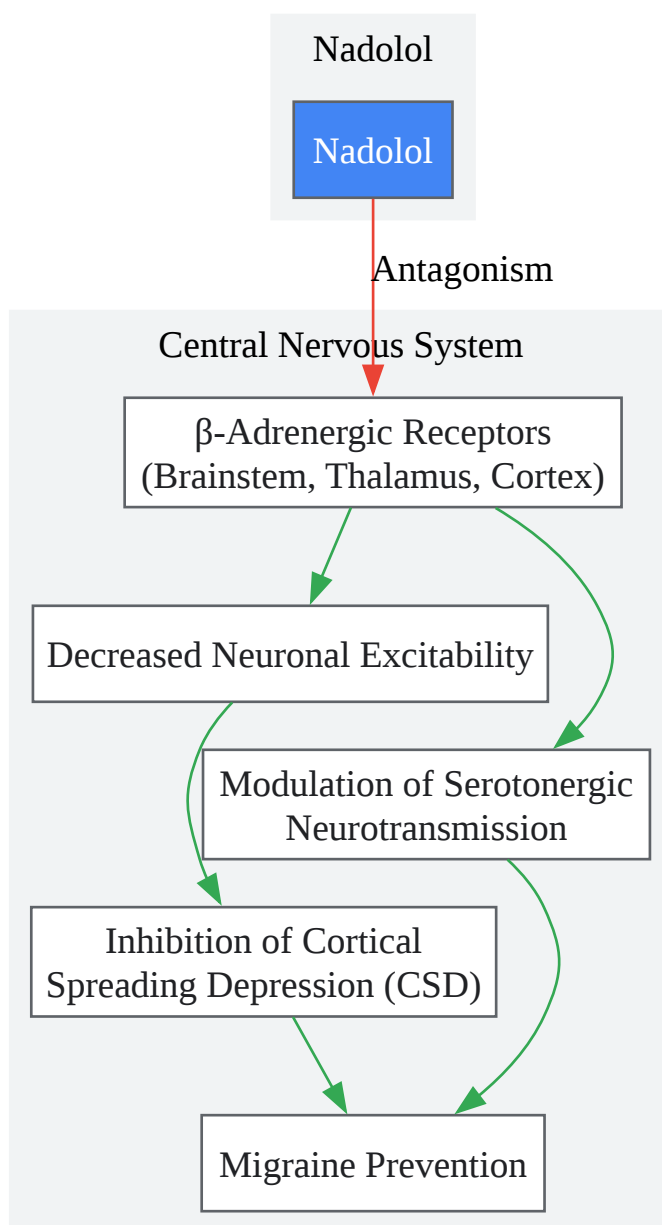 Nadolol
Nadolol
Antagonism
Central Nervous System
β-Adrenergic Receptors
(Brainstem, Thalamus, Cortex)
Decreased Neuronal Excitability
Modulation of Serotonergic
Neurotransmission
Inhibition of Cortical
Spreading Depression (CSD)
Migraine Prevention